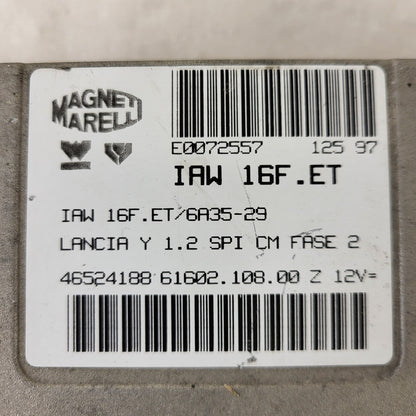 MAGNETI
MARELLI
E0072557 125 97
IAW 16F.ET
IAW 16F.ET/6A35-29
LANCIA Y 1.2 SPI CM FASE 2
46524188 61602.108.00 Z 12V=